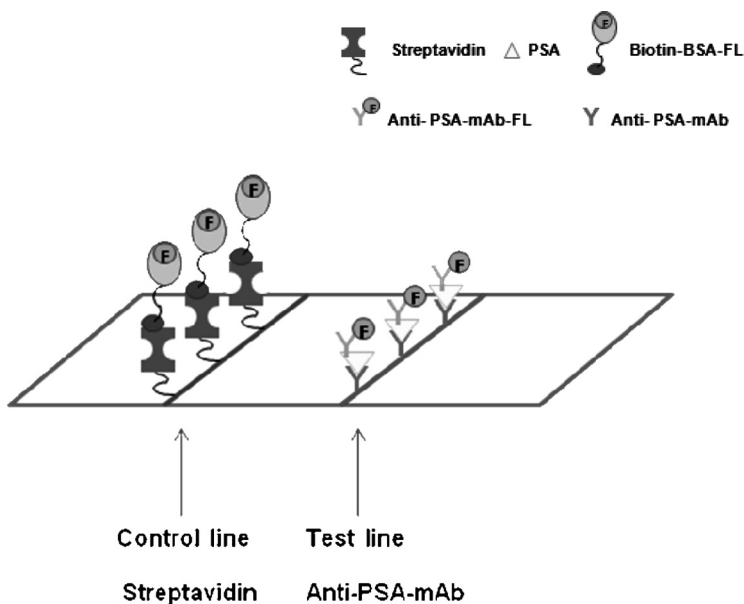 Streptavidin PSA Biotin-BSA-FL
F
F
Anti-PSA-mAb-FL Anti-PSA-mAb
F
F
F
F
F
F
Control line Test line
Streptavidin Anti-PSA-mAb